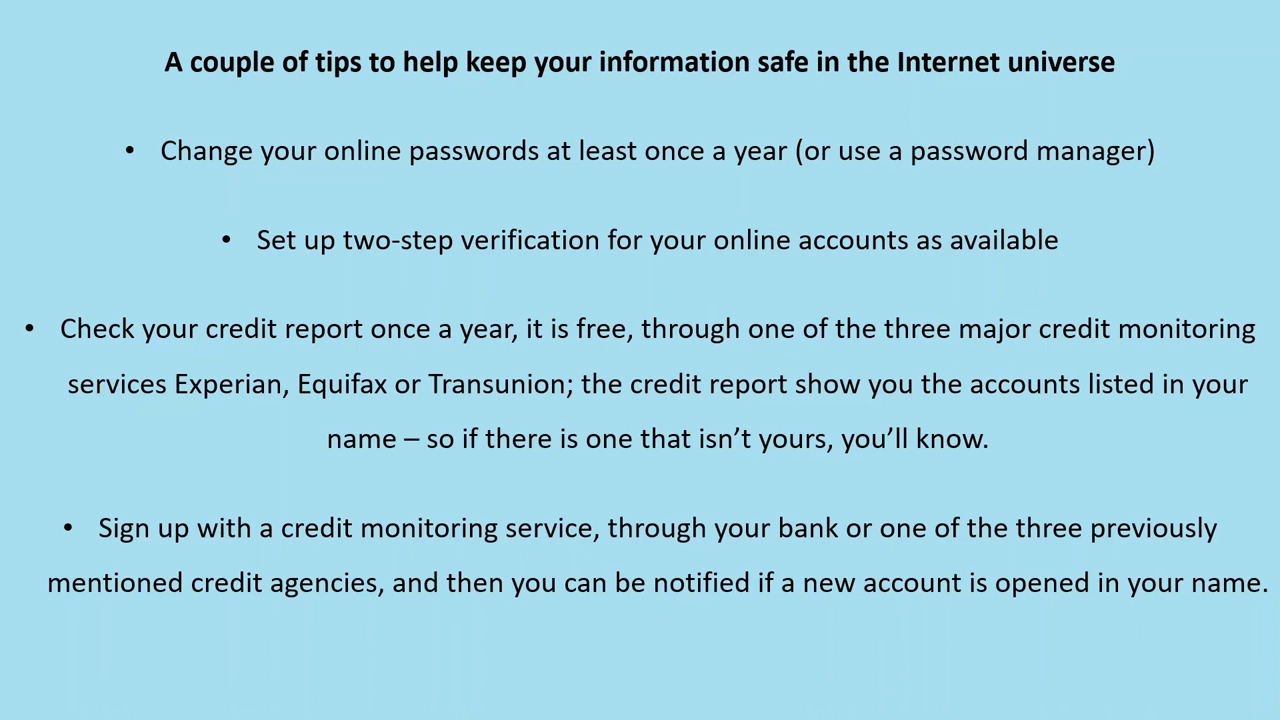 A couple of tips to help keep your information safe in the Internet universe
• Change your online passwords at least once a year (or use a password manager)
• Set up two-step verification for your online accounts as available
• Check your credit report once a year, it is free, through one of the three major credit monitoring
services Experian, Equifax or Transunion; the credit report show you the accounts listed in your
name – so if there is one that isn’t yours, you’ll know.
• Sign up with a credit monitoring service, through your bank or one of the three previously
mentioned credit agencies, and then you can be notified if a new account is opened in your name.